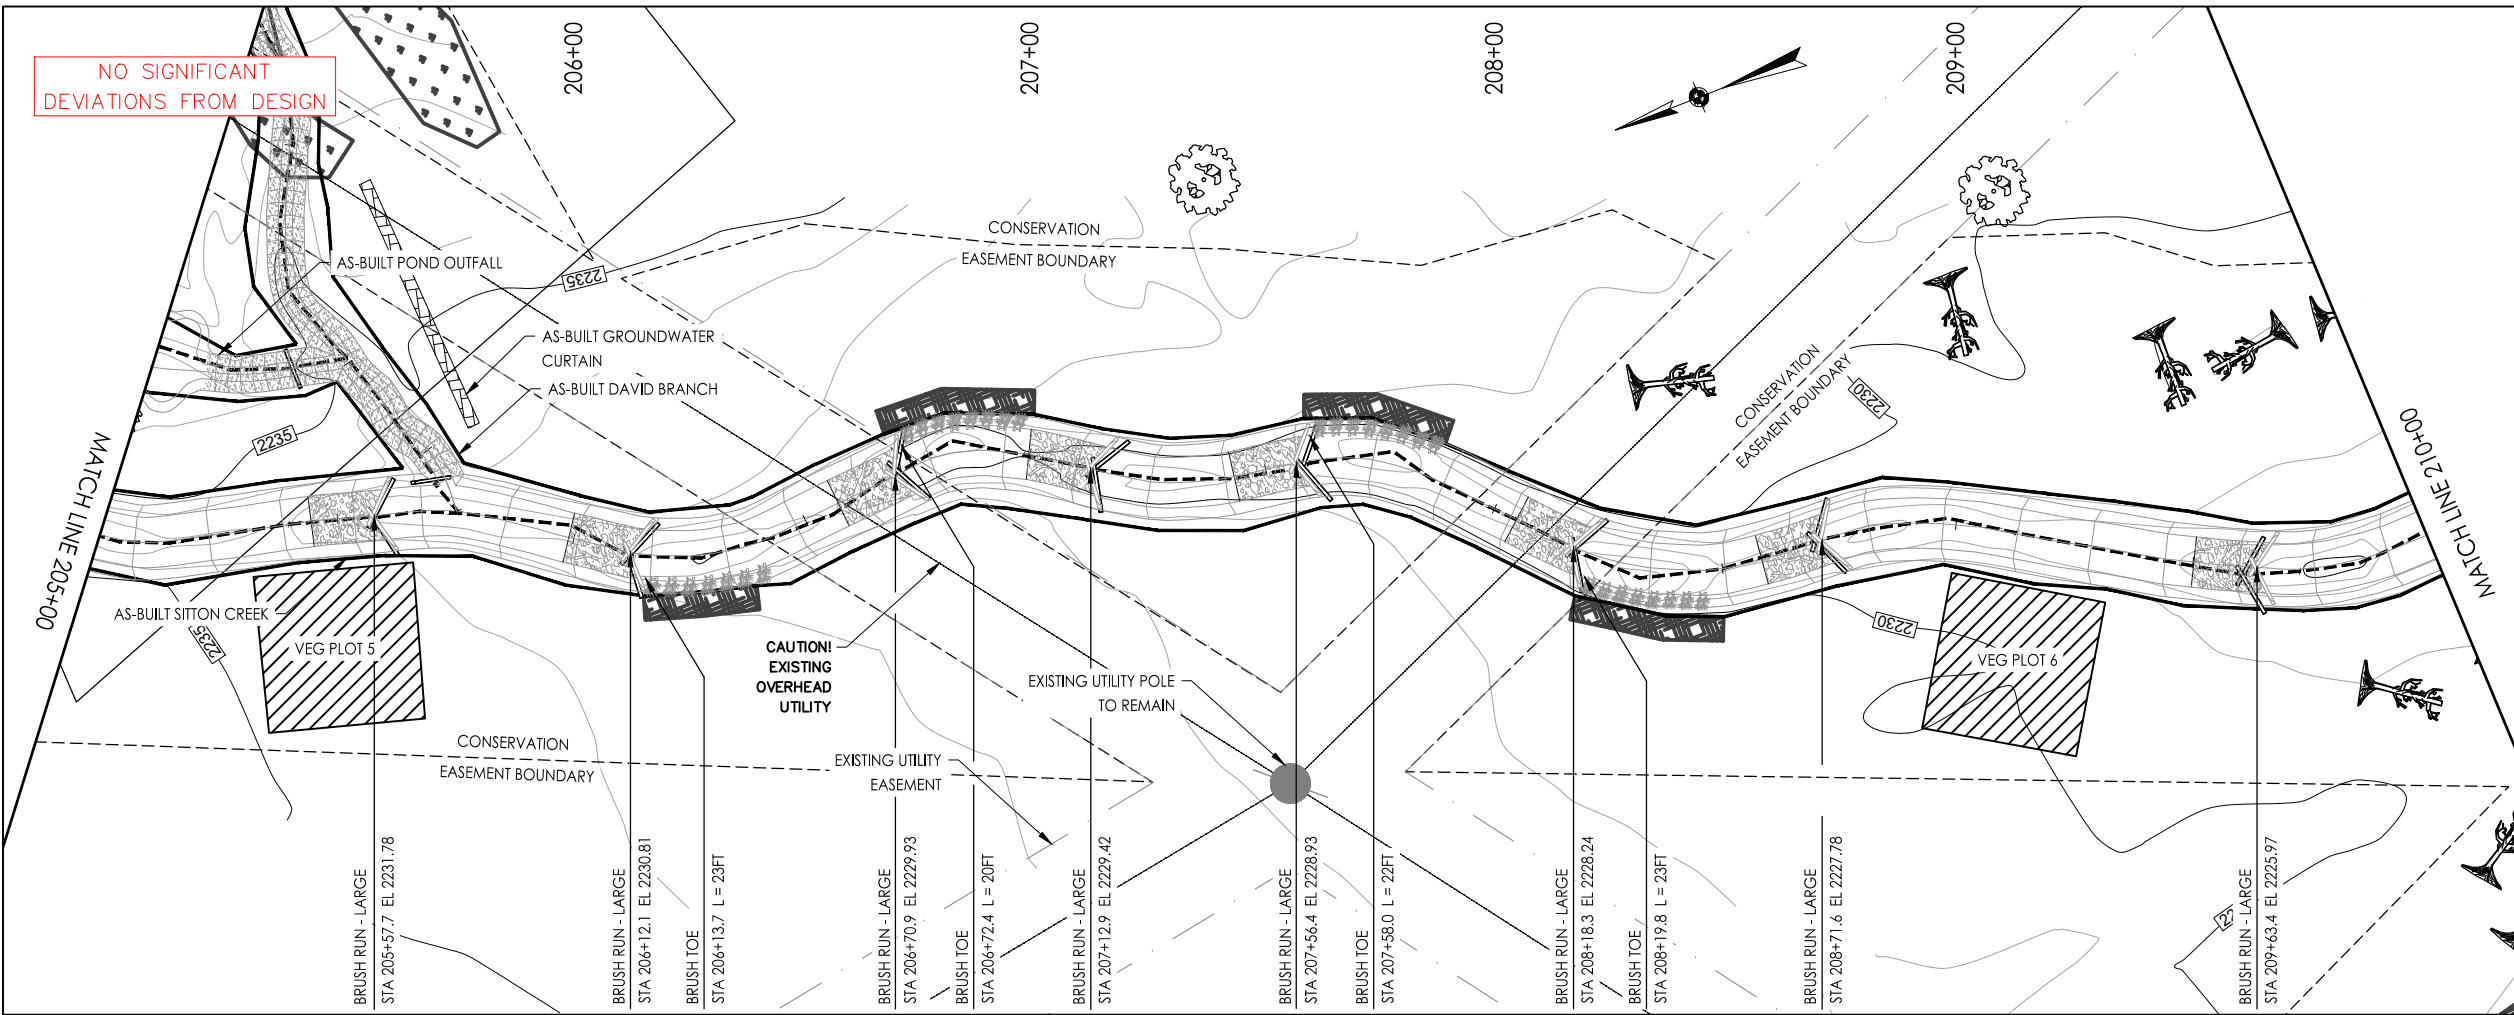 NO SIGNIFICANT
DEVIATIONS FROM DESIGN
206+00
207+00
208+00
209+00
CONSERVATION
EASEMENT BOUNDARY
AS-BUILT POND OUTFALL
2235
AS-BUILT GROUNDWATER
CURTAIN
AS-BUILT DAVID BRANCH
2235
CONSERVATION
EASEMENT BOUNDARY
2230
MATCH LINE 205+00
MATCH LINE 210+00
AS-BUILT SITTON CREEK
2235
VEG PLOT 5
CAUTION!
EXISTING
OVERHEAD
UTILITY
EXISTING UTILITY POLE
TO REMAIN
2230
VEG PLOT 6
CONSERVATION
EASEMENT BOUNDARY
EXISTING UTILITY
EASEMENT
BRUSH RUN - LARGE
STA 205+57.7 EL 2231.78
BRUSH RUN - LARGE
STA 206+12.1 EL 2230.81
BRUSH TOE
STA 206+13.7 L = 23FT
BRUSH RUN - LARGE
STA 206+70.9 EL 2229.93
BRUSH TOE
STA 206+72.4 L = 20FT
BRUSH RUN - LARGE
STA 207+12.9 EL 2229.42
BRUSH RUN - LARGE
STA 207+56.4 EL 2228.93
BRUSH TOE
STA 207+58.0 L = 22FT
BRUSH RUN - LARGE
STA 208+18.3 EL 2228.24
BRUSH TOE
STA 208+19.8 L = 23FT
BRUSH RUN - LARGE
STA 208+71.6 EL 2227.78
BRUSH RUN - LARGE
STA 209+63.4 EL 2225.97